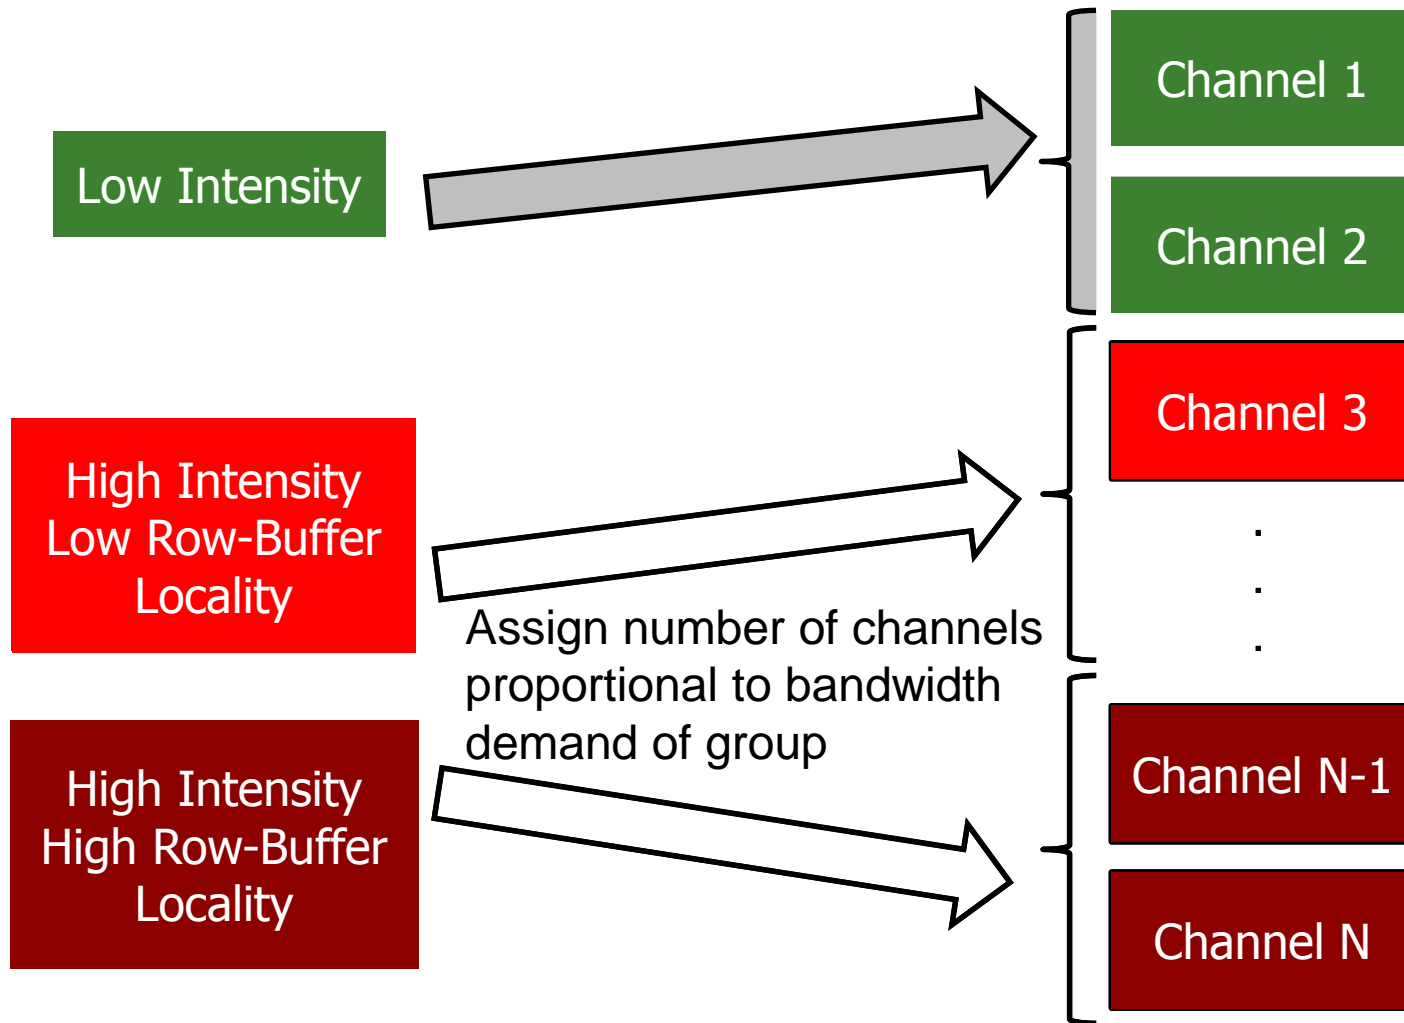 Low Intensity
High Intensity
Low Row-Buffer
Locality
High Intensity
High Row-Buffer
Locality
Assign number of channels
proportional to bandwidth
demand of group
Channel 1
Channel 2
Channel 3
.
.
.
Channel N-1
Channel N